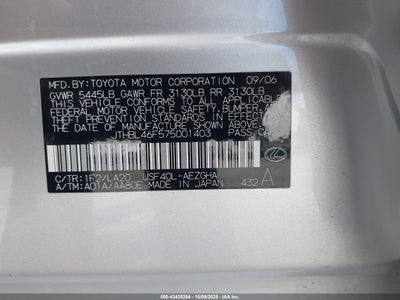 MFD.BY: TOYOTA MOTOR CORPORATION 09/06
GVWR 5445LB GAWR FR 3130LB RR 3130LB
THIS VEHICLE CONFORMS TO ALL APPLICABLE
FEDERAL MOTOR VEHICLE SAFETY, BUMPER, AND
THEFT PREVENTION STANDARDS IN EFFECT ON
THE DATE OF MANUFACTURE SHOWN ABOVE.
JTHBL46F575001403 PASS.CAR
C/TR: 1F2/LA20 USF40L-AEZGHA
A/TM: A01A/AA80E MADE IN JAPAN 432 A
500-43435264 10/09/2025 IAA, Inc.